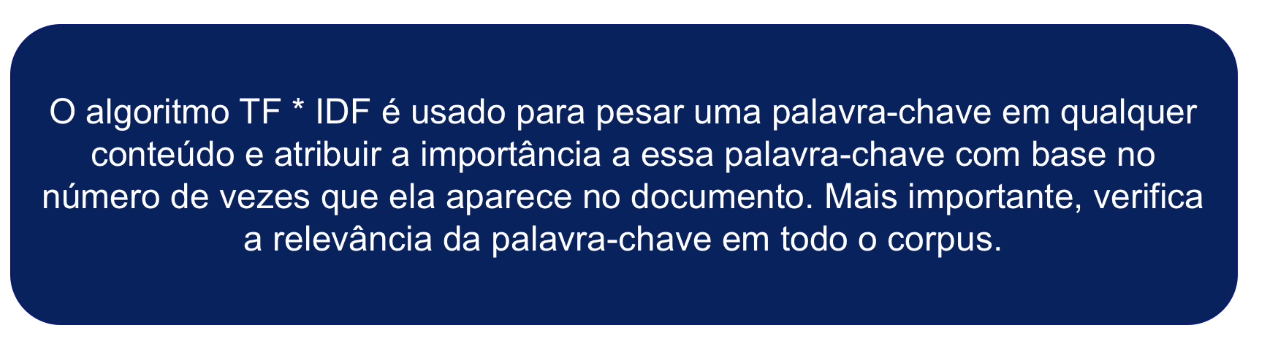 O algoritmo TF * IDF é usado para pesar uma palavra-chave em qualquer
conteúdo e atribuir a importância a essa palavra-chave com base no
número de vezes que ela aparece no documento. Mais importante, verifica
a relevância da palavra-chave em todo o corpus.